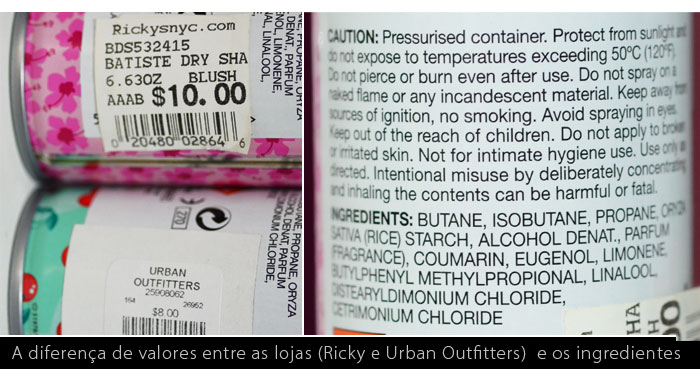 Rickysnyc.com
BDS532415
BATISTE DRY SHA
6.63OZ BLUSH
AAAB $10.00
0 20480 02864 6
PROPANE, ORYZA
DENAT., PARFUM
LIMONENE,
LINALOOL,
URBAN
OUTFITTERS
25908062
164 26952
$8.00
PROPANE, ORYZA
DENAT., PARFUM
CHLORIDE,
CAUTION: Pressurised container. Protect from sunlight and
do not expose to temperatures exceeding 50°C (120°F).
Do not pierce or burn even after use. Do not spray on a
naked flame or any incandescent material. Keep away from
sources of ignition, no smoking. Avoid spraying in eyes.
Keep out of the reach of children. Do not apply to broken
or irritated skin. Not for intimate hygiene use. Use only as
directed. Intentional misuse by deliberately concentrating
and inhaling the contents can be harmful or fatal.
INGREDIENTS: BUTANE, ISOBUTANE, PROPANE, ORYZA
SATIVA (RICE) STARCH, ALCOHOL DENAT., PARFUM
(FRAGRANCE), COUMARIN, EUGENOL, LIMONENE,
BUTYLPHENYL METHYLPROPIONAL, LINALOOL,
DISTEARYLDIMONIUM CHLORIDE,
CETRIMONIUM CHLORIDE
A diferença de valores entre as lojas (Ricky e Urban Outfitters) e os ingredientes